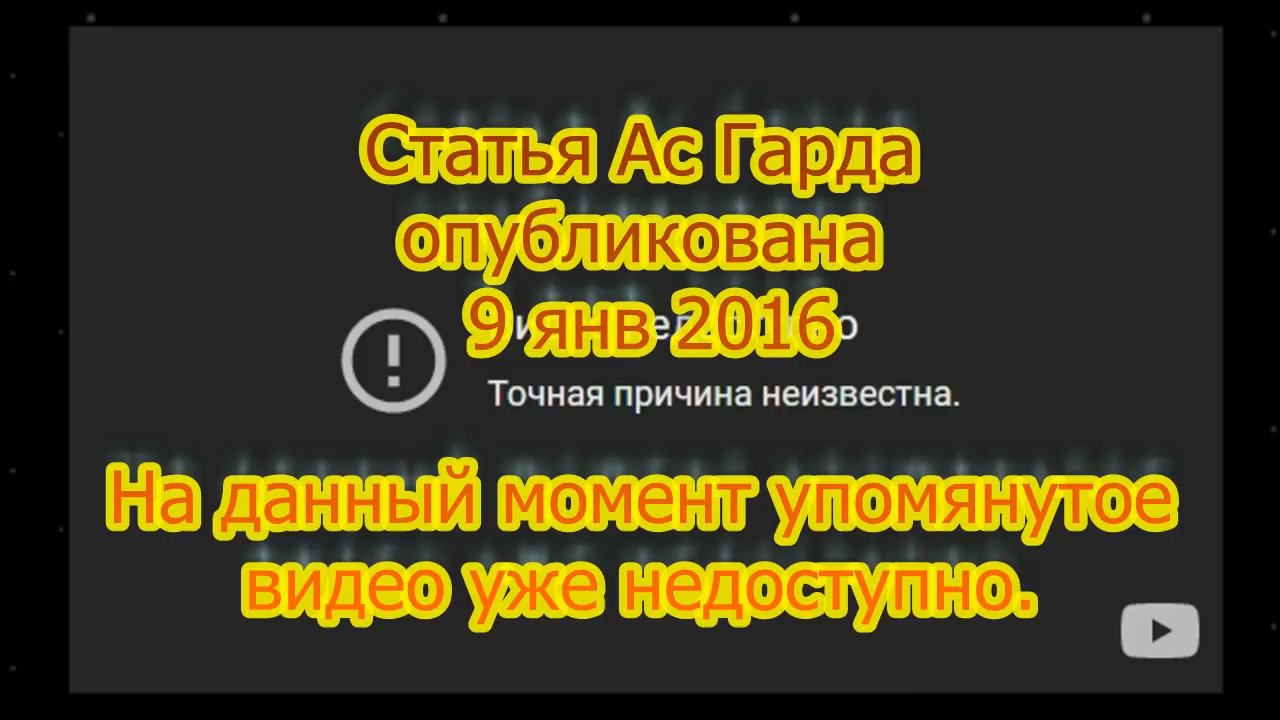 Статья Ас Гарда
опубликована
9 янв 2016
Точная причина неизвестна.
На данный момент упомянутое
видео уже недоступно.